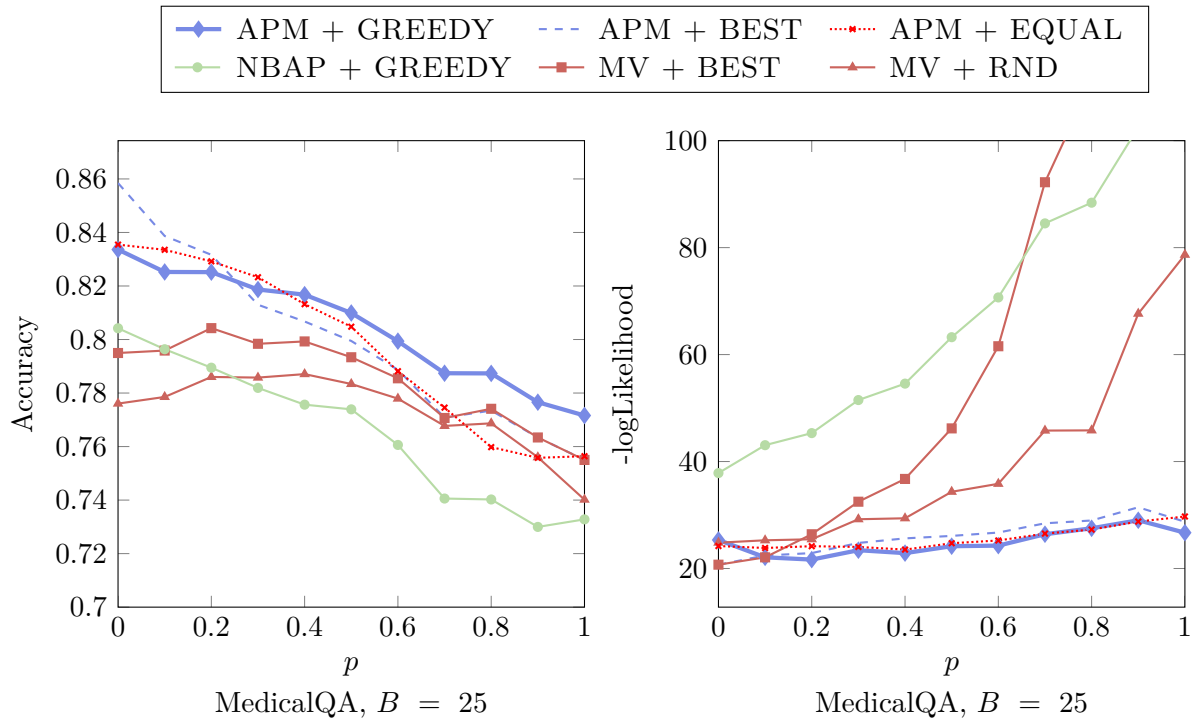 APM + GREEDY APM + BEST APM + EQUAL
NBAP + GREEDY MV + BEST MV + RND
Accuracy
0.86
0.84
0.82
0.8
0.78
0.76
0.74
0.72
0.7
0 0.2 0.4 0.6 0.8 1
p
MedicalQA, B = 25
-logLikelihood
100
80
60
40
20
0 0.2 0.4 0.6 0.8 1
p
MedicalQA, B = 25